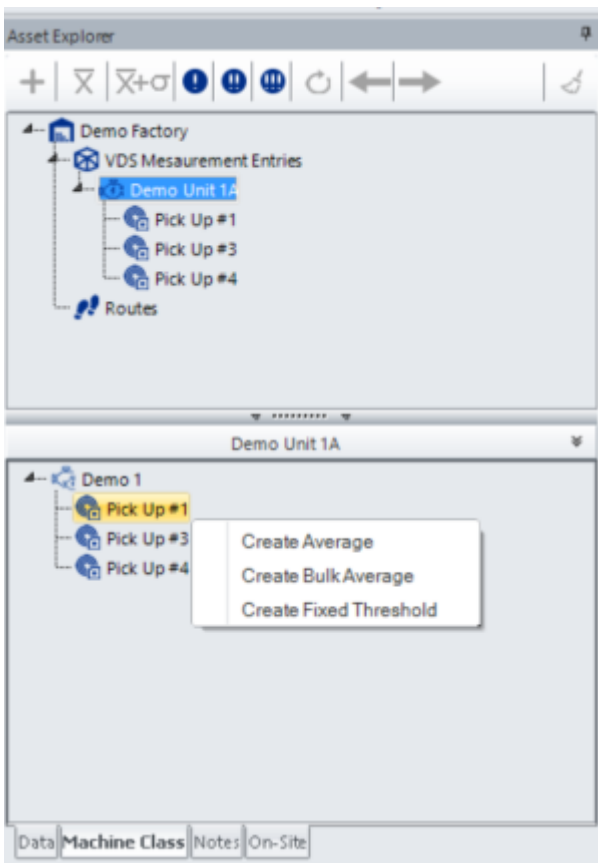 Asset Explorer
X X+σ ! !! !!!
Demo Factory
VDS Mesaurement Entries
Demo Unit 1A
Pick Up #1
Pick Up #3
Pick Up #4
Routes
Demo Unit 1A
Demo 1
Pick Up #1
Pick Up #3
Pick Up #4
Create Average
Create Bulk Average
Create Fixed Threshold
Data Machine Class Notes On-Site